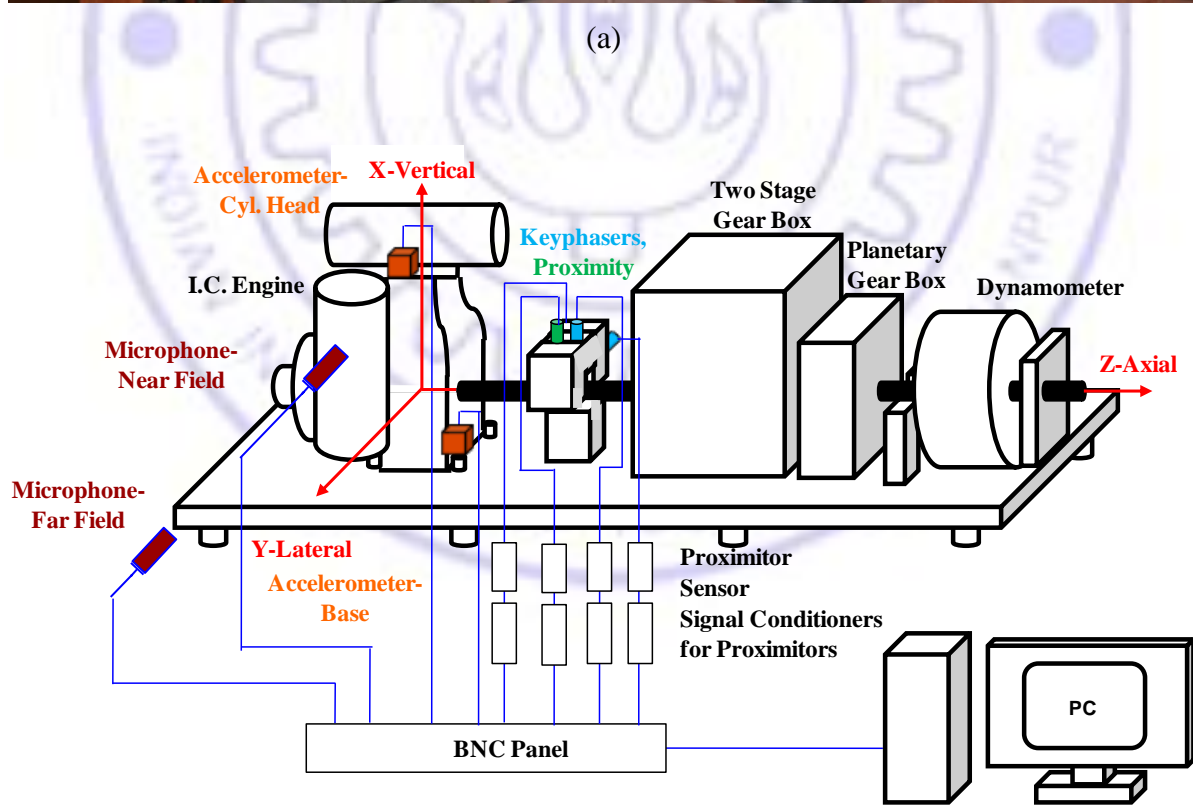 (a)
Accelerometer-
Cyl. Head
X-Vertical
Two Stage
Gear Box
Keyphasers,
Proximity
Planetary
Gear Box
I.C. Engine
Dynamometer
Microphone-
Near Field
Z-Axial
Microphone-
Far Field
Y-Lateral
Accelerometer-
Base
Proximitor
Sensor
Signal Conditioners
for Proximitors
PC
BNC Panel